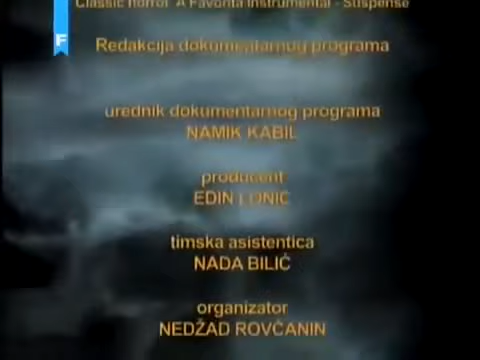 Classic horror A Favorita Instrumental - Suspense
F
Redakcija dokumentarnog programa
urednik dokumentarnog programa
NAMIK KABIL
producent
EDIN
timska asistentica
NADA BILIĆ
organizator
NEDŽAD ROVČANIN